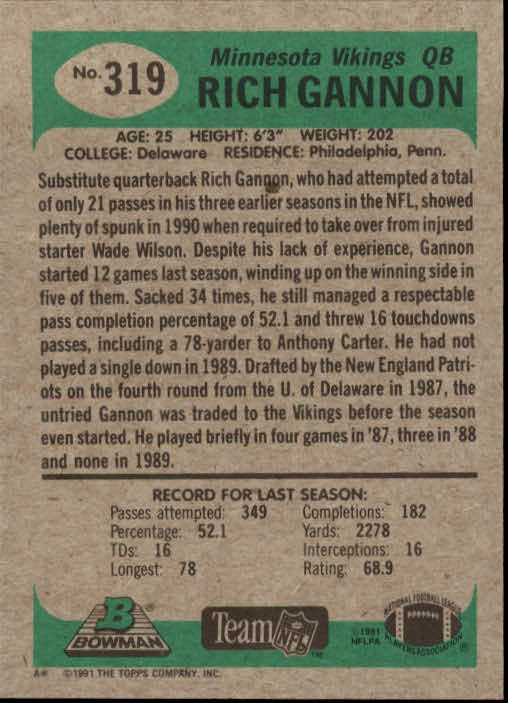 No. 319
Minnesota Vikings QB
RICH GANNON
AGE: 25 HEIGHT: 6'3" WEIGHT: 202
COLLEGE: Delaware RESIDENCE: Philadelphia, Penn.
Substitute quarterback Rich Gannon, who had attempted a total
of only 21 passes in his three earlier seasons in the NFL, showed
plenty of spunk in 1990 when required to take over from injured
starter Wade Wilson. Despite his lack of experience, Gannon
started 12 games last season, winding up on the winning side in
five of them. Sacked 34 times, he still managed a respectable
pass completion percentage of 52.1 and threw 16 touchdowns
passes, including a 78-yarder to Anthony Carter. He had not
played a single down in 1989. Drafted by the New England Patri-
ots on the fourth round from the U. of Delaware in 1987, the
untried Gannon was traded to the Vikings before the season
even started. He played briefly in four games in '87, three in '88
and none in 1989.
RECORD FOR LAST SEASON:
Passes attempted: 349 Completions: 182
Percentage: 52.1 Yards: 2278
TDs: 16 Interceptions: 16
Longest: 78 Rating: 68.9
B
BOWMAN®
Team NFL™
©1991
NFLPA
NATIONAL FOOTBALL LEAGUE
PLAYERS ASSOCIATION ®
A* ©1991 THE TOPPS COMPANY, INC.